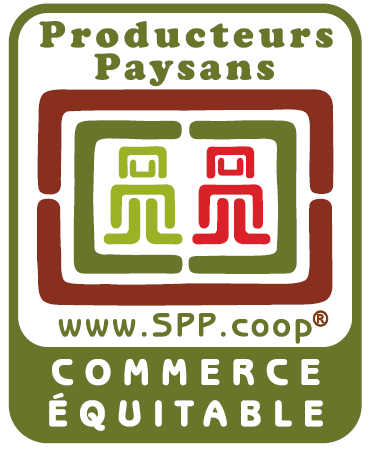 Producteurs
Paysans
www.SPP.coop®
COMMERCE
ÉQUITABLE